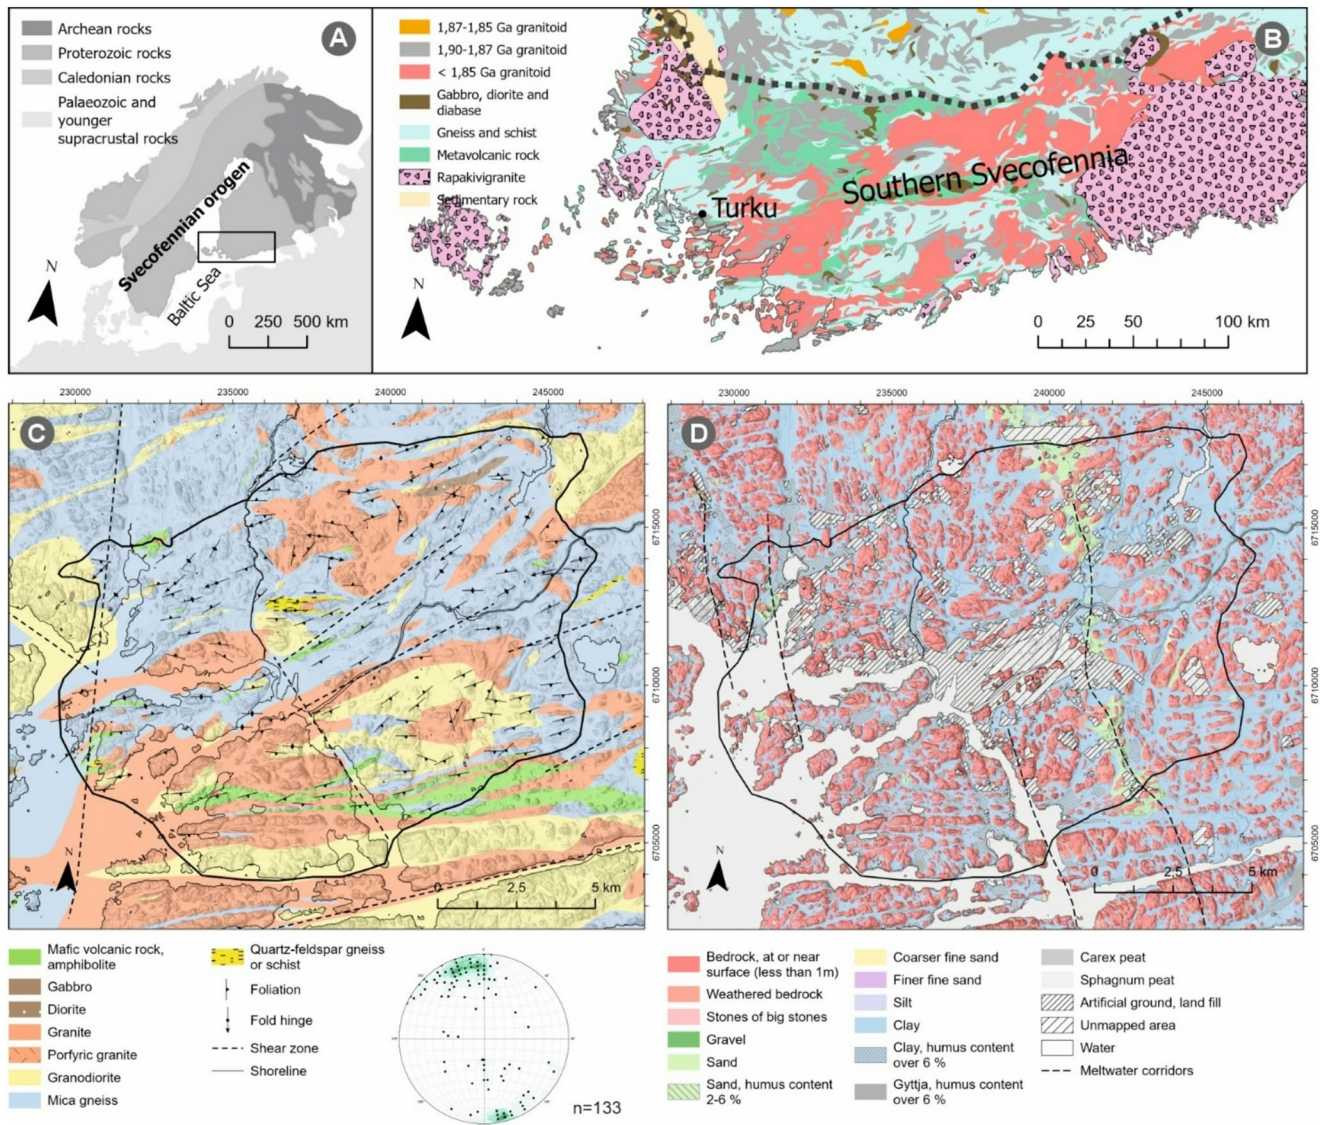 A
Archean rocks
Proterozoic rocks
Caledonian rocks
Palaeozoic and
younger
supracrustal rocks
Svecofennian orogen
Baltic Sea
N
0 250 500 km
B
1,87-1,85 Ga granitoid
1,90-1,87 Ga granitoid
< 1,85 Ga granitoid
Gabbro, diorite and
diabase
Gneiss and schist
Metavolcanic rock
Rapakivigranite
Sedimentary rock
Turku
Southern Svecofennia
N
0 25 50 100 km
230000 235000 240000 245000
C
6715000
6710000
6705000
N
0 2.5 5 km
230000 235000 240000 245000
D
6715000
6710000
6705000
N
0 2.5 5 km
Mafic volcanic rock,
amphibolite
Gabbro
Diorite
Granite
Porfyric granite
Granodiorite
Mica gneiss
Quartz-feldspar gneiss
or schist
Foliation
Fold hinge
Shear zone
Shoreline
n=133
Bedrock, at or near
surface (less than 1m)
Weathered bedrock
Stones of big stones
Gravel
Sand
Sand, humus content
2-6 %
Coarser fine sand
Finer fine sand
Silt
Clay
Clay, humus content
over 6 %
Gyttja, humus content
over 6 %
Carex peat
Sphagnum peat
Artificial ground, land fill
Unmapped area
Water
Meltwater corridors